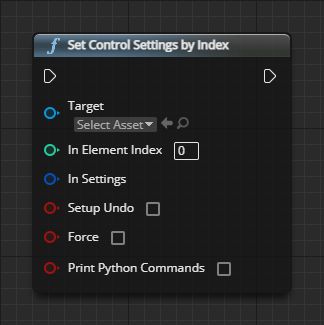 Set Control Settings by Index
Target
Select Asset
In Element Index 0
In Settings
Setup Undo
Force
Print Python Commands